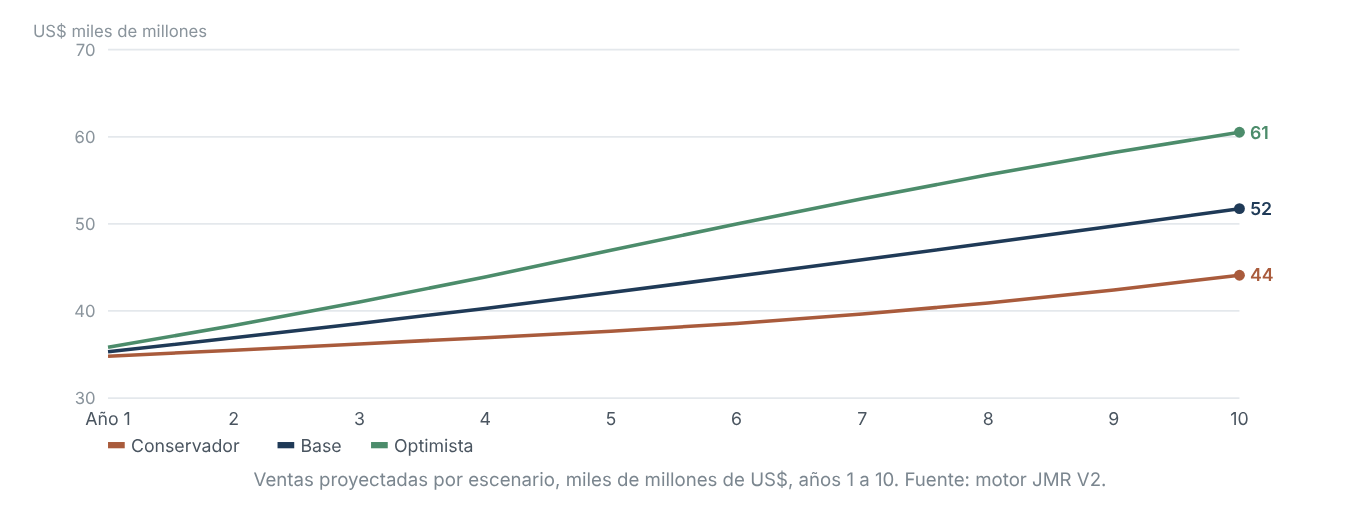 US$ miles de millones
70
60
50
40
30
61
52
44
Año 1 2 3 4 5 6 7 8 9 10
Conservador Base Optimista
Ventas proyectadas por escenario, miles de millones de US$, años 1 a 10. Fuente: motor JMR V2.